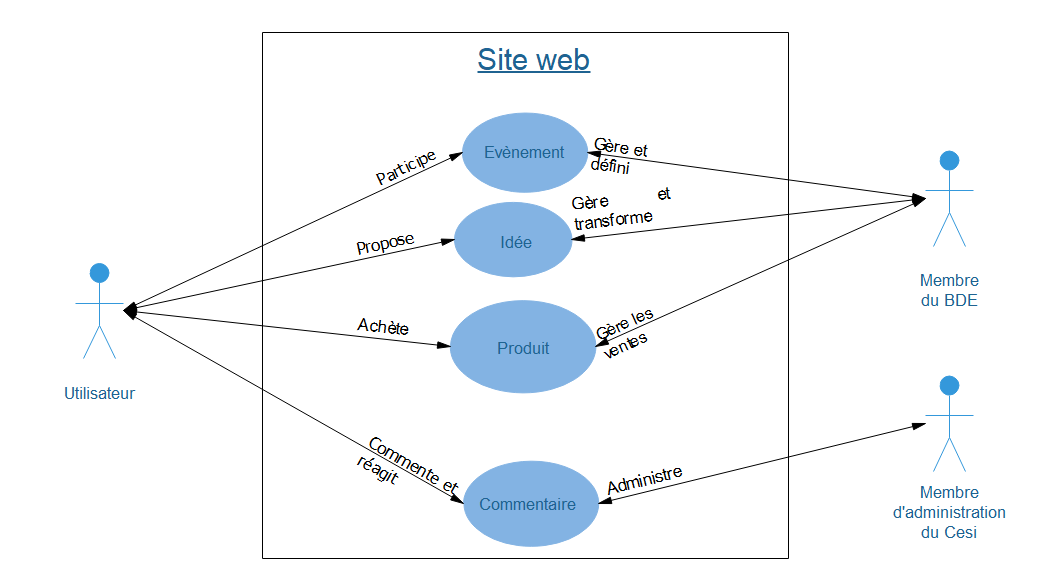 Site web
Participe
Evènement
Gère et
défini
Propose
Idée
Gère et
transforme
Achète
Produit
Gère les
ventes
Commente et
réagit
Commentaire
Administre
Utilisateur
Membre
du BDE
Membre
d'administration
du Cesi